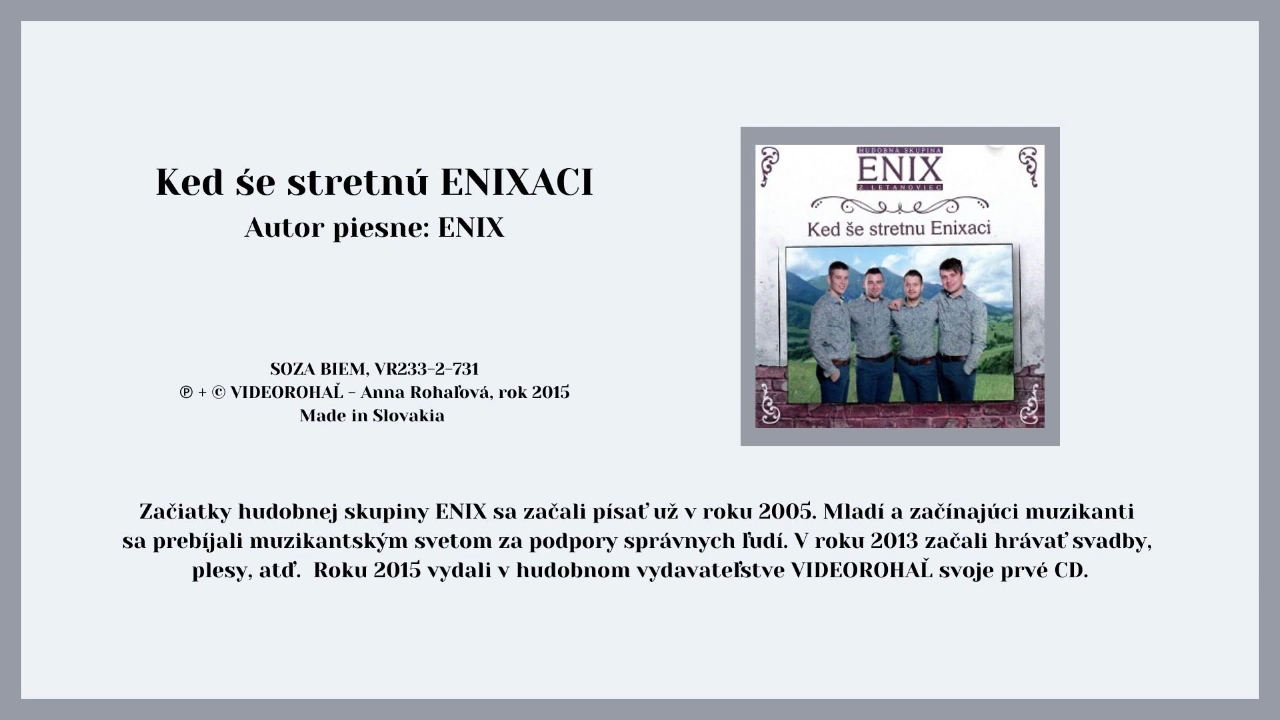 Ked śe stretnú ENIXACI
Autor piesne: ENIX
SOZA BIEM, VR233-2-731
℗ + © VIDEOROHAĽ - Anna Rohaľová, rok 2015
Made in Slovakia
HUDOBNÁ SKUPINA
ENIX
Z LETANOVIEC
Ked še stretnu Enixaci
Začiatky hudobnej skupiny ENIX sa začali písať už v roku 2005. Mladí a začínajúci muzikanti
sa prebíjali muzikantským svetom za podpory správnych ľudí. V roku 2013 začali hrávať svadby,
plesy, atď.  Roku 2015 vydali v hudobnom vydavateľstve VIDEOROHAĽ svoje prvé CD.